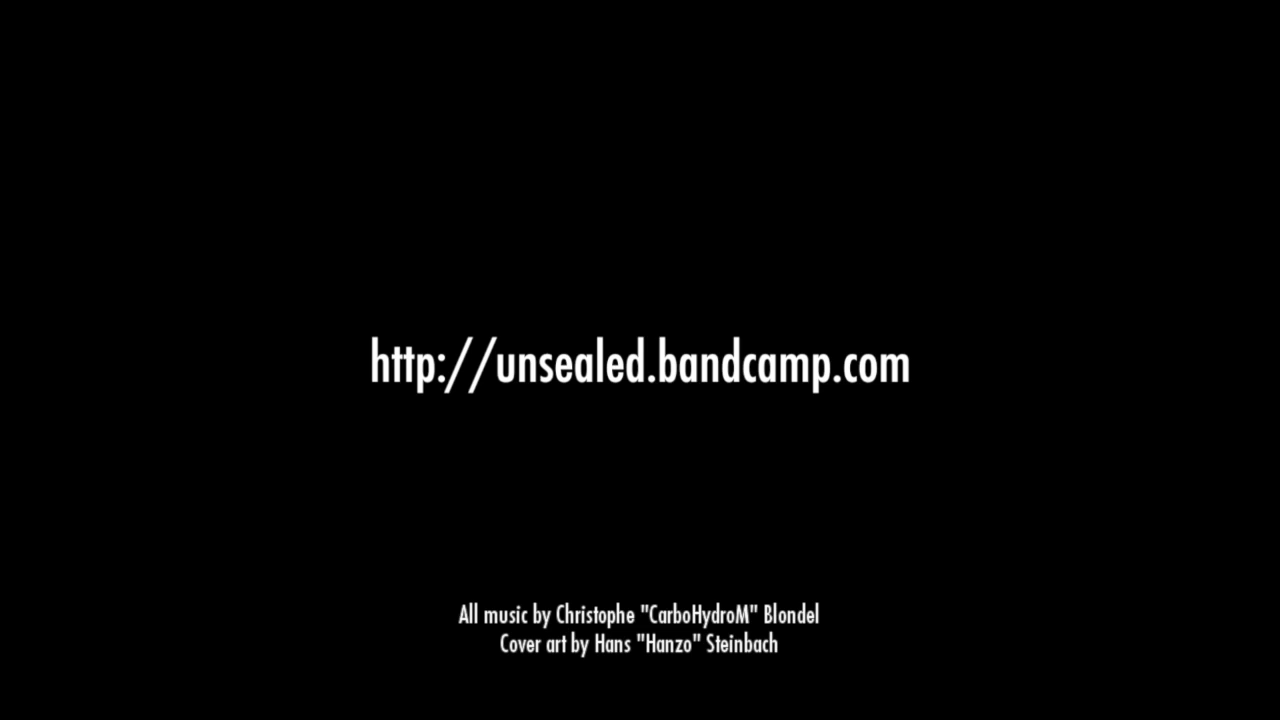 http://unsealed.bandcamp.com
All music by Christophe "CarboHydroM" Blondel
Cover art by Hans "Hanzo" Steinbach